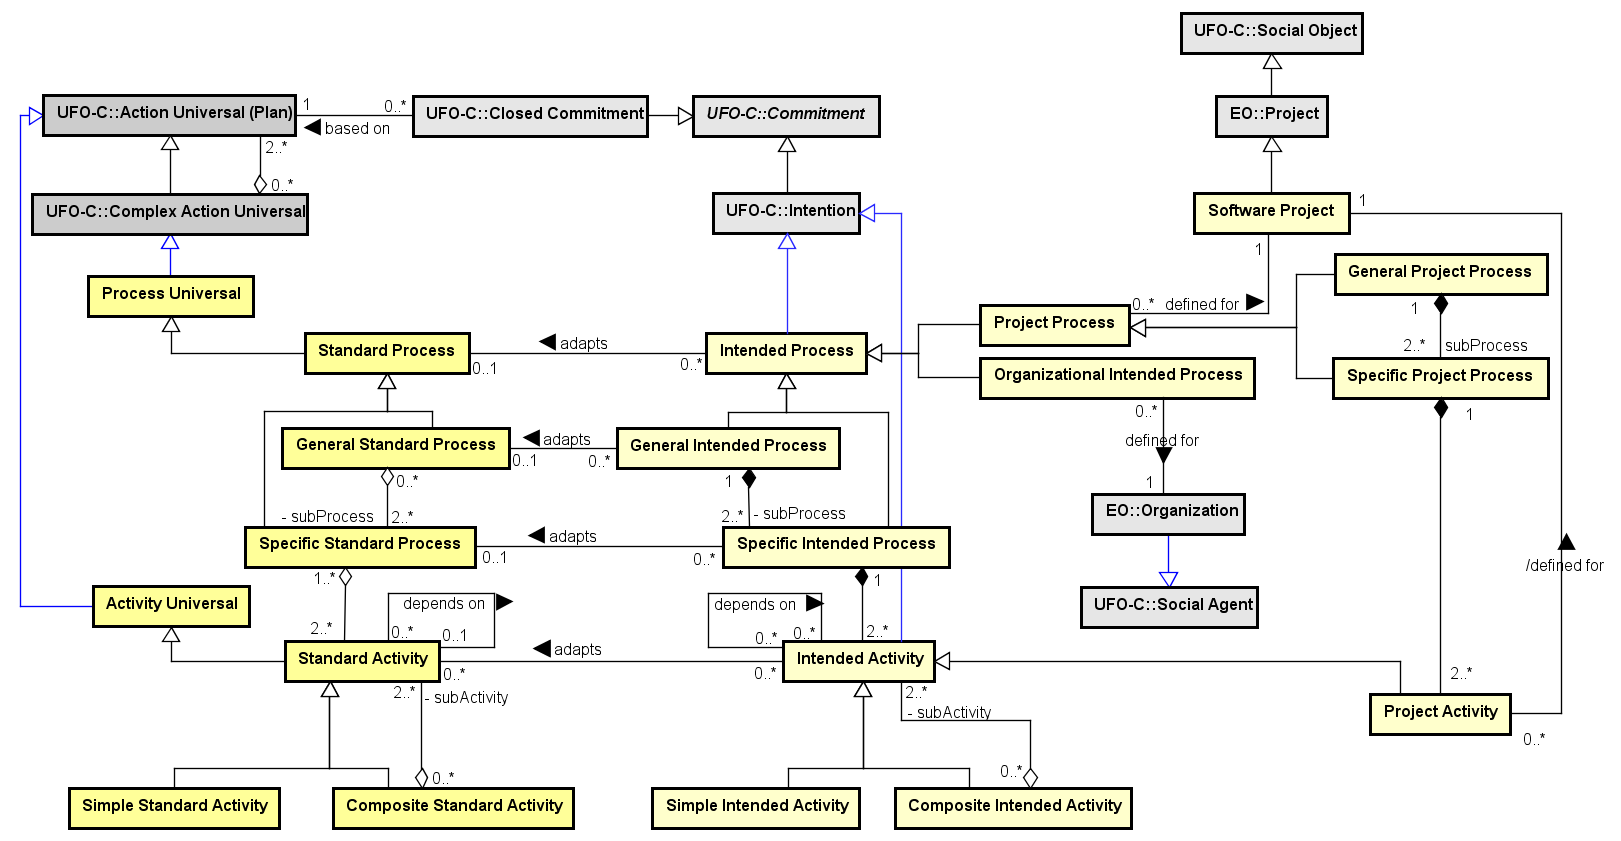 UFO-C::Social Object
UFO-C::Action Universal (Plan)
1
0..*
based on
UFO-C::Closed Commitment
UFO-C::Commitment
EO::Project
2..*
0..*
UFO-C::Complex Action Universal
UFO-C::Intention
Software Project
1
1
Process Universal
General Project Process
1
2..*
subProcess
Project Process
0..*
defined for
Standard Process
0..1
adapts
0..*
Intended Process
Organizational Intended Process
Specific Project Process
1
0..*
defined for
1
General Standard Process
0..1
adapts
0..*
General Intended Process
0..*
- subProcess
2..*
1
2..*
- subProcess
EO::Organization
Specific Standard Process
0..1
adapts
0..*
Specific Intended Process
/defined for
1..*
2..*
1
2..*
UFO-C::Social Agent
Activity Universal
depends on
0..*
0..1
depends on
0..*
0..*
Standard Activity
0..*
adapts
0..*
Intended Activity
2..*
- subActivity
2..*
- subActivity
2..*
Project Activity
0..*
0..*
0..*
Simple Standard Activity
Composite Standard Activity
Simple Intended Activity
Composite Intended Activity